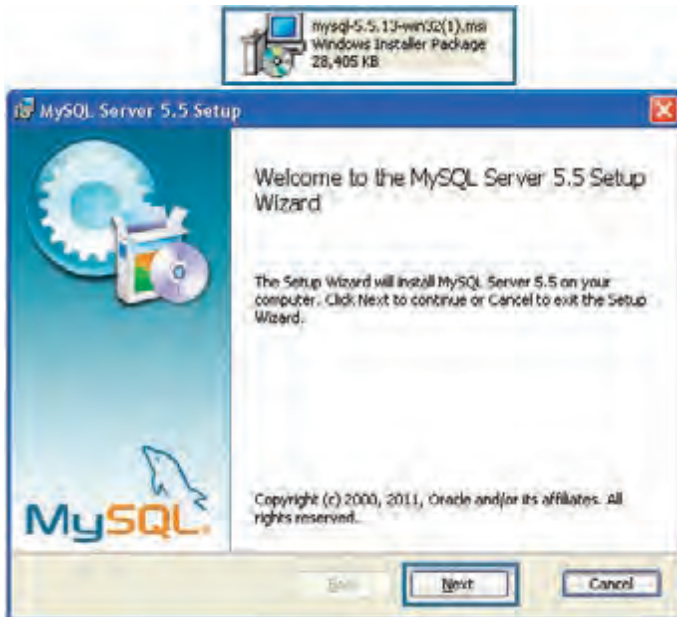 mysql-5.5.13-win32(1).msi
Windows Installer Package
28,405 KB
MySQL Server 5.5 Setup
Welcome to the MySQL Server 5.5 Setup
Wizard
The Setup Wizard will install MySQL Server 5.5 on your
computer. Click Next to continue or Cancel to exit the Setup
Wizard.
Copyright (c) 2000, 2011, Oracle and/or its affiliates. All
rights reserved.
MySQL.
Back
Next
Cancel